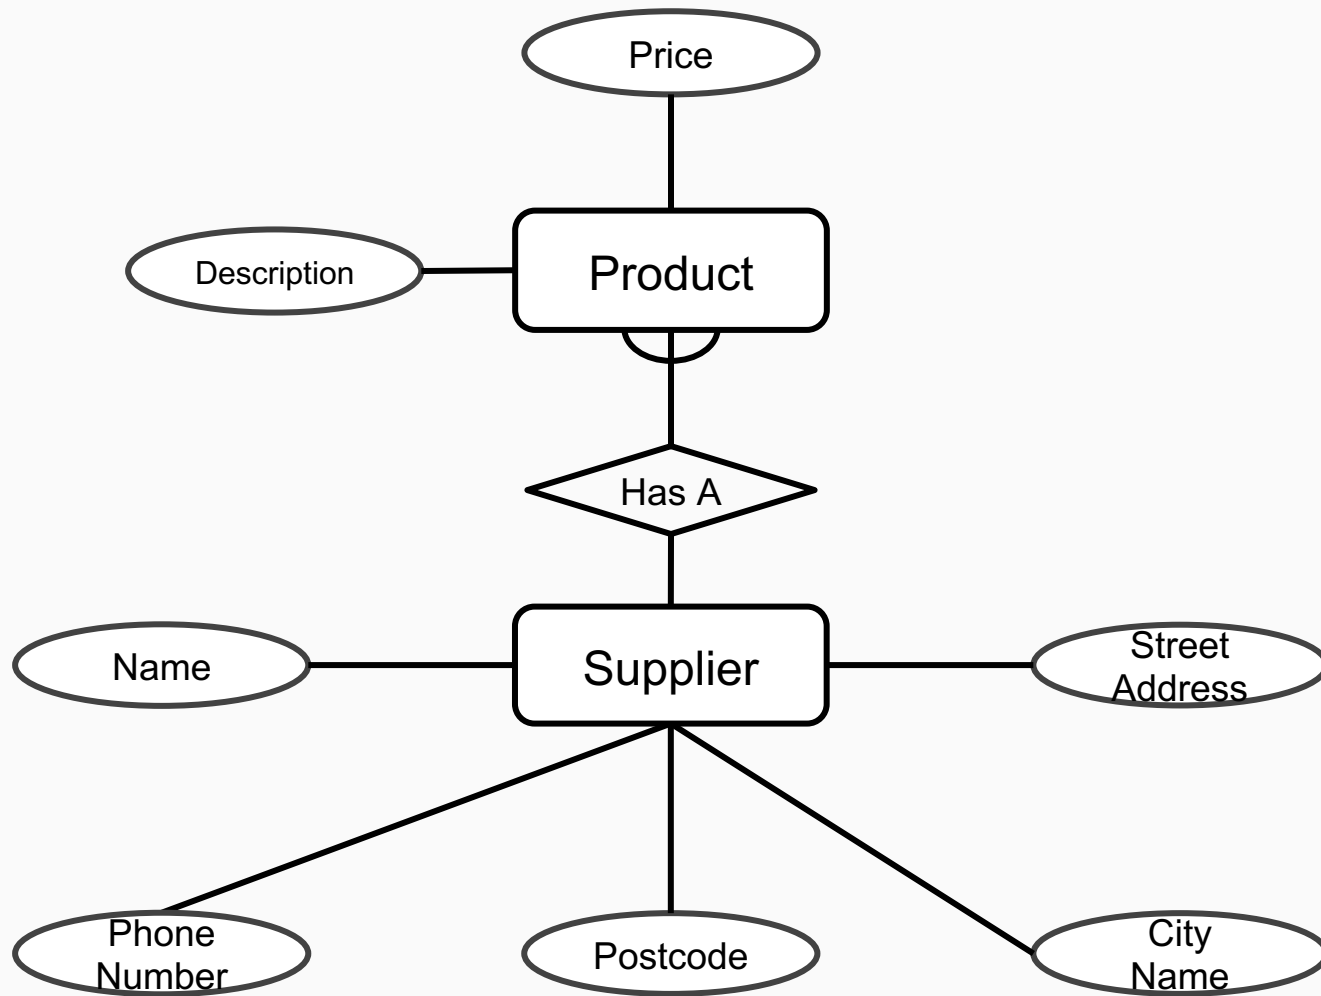 Price
Description
Product
Has A
Name
Supplier
Street
Address
Phone
Number
Postcode
City
Name